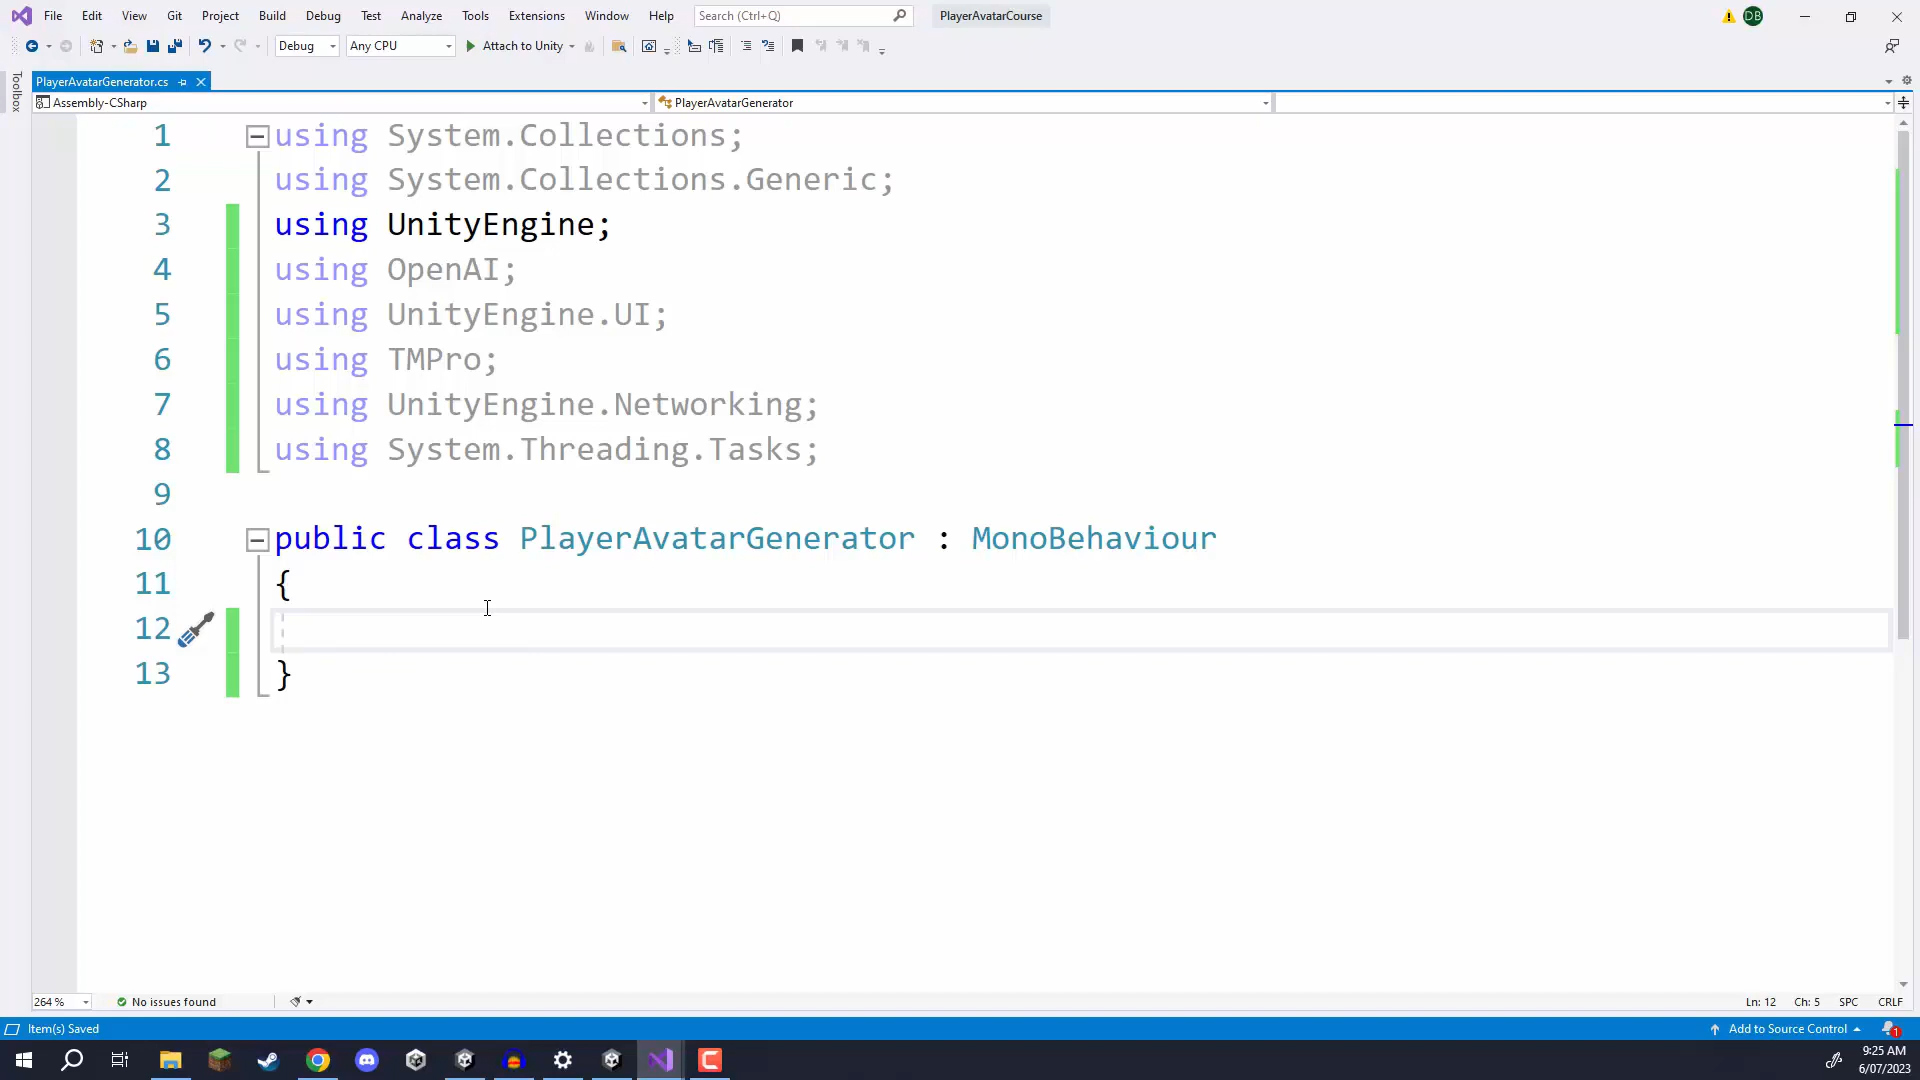 File Edit View Git Project Build Debug Test Analyze Tools Extensions Window Help Search (Ctrl+Q) PlayerAvatarCourse DB
Debug Any CPU Attach to Unity
Toolbox
PlayerAvatarGenerator.cs
Assembly-CSharp PlayerAvatarGenerator
1 using System.Collections;
2 using System.Collections.Generic;
3 using UnityEngine;
4 using OpenAI;
5 using UnityEngine.UI;
6 using TMPro;
7 using UnityEngine.Networking;
8 using System.Threading.Tasks;
9
10 public class PlayerAvatarGenerator : MonoBehaviour
11 {
12
13 }
264 % No issues found Ln: 12 Ch: 5 SPC CRLF
Item(s) Saved Add to Source Control 1
9:25 AM
6/07/2023